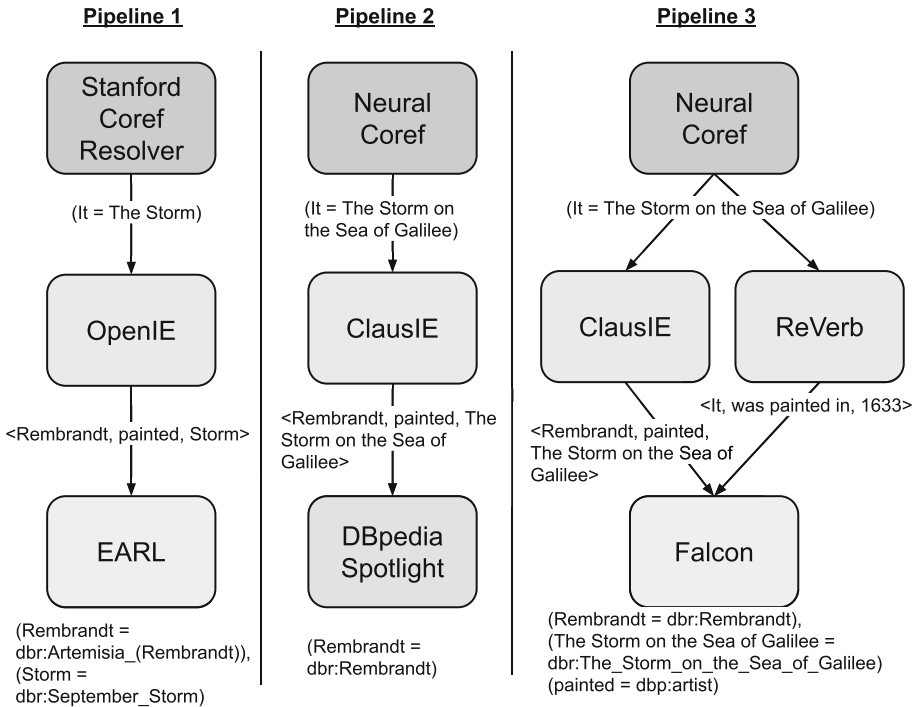 Pipeline 1
Stanford
Coref
Resolver
(It = The Storm)
OpenIE
<Rembrandt, painted, Storm>
EARL
(Rembrandt =
dbr:Artemisia_(Rembrandt)),
(Storm =
dbr:September_Storm)
Pipeline 2
Neural
Coref
(It = The Storm on
the Sea of Galilee)
ClausIE
<Rembrandt, painted, The
Storm on the Sea of
Galilee>
DBpedia
Spotlight
(Rembrandt =
dbr:Rembrandt)
Pipeline 3
Neural
Coref
(It = The Storm on the Sea of Galilee)
ClausIE
ReVerb
<It, was painted in, 1633>
<Rembrandt, painted,
The Storm on the Sea of
Galilee>
Falcon
(Rembrandt = dbr:Rembrandt),
(The Storm on the Sea of Galilee =
dbr:The_Storm_on_the_Sea_of_Galilee)
(painted = dbp:artist)